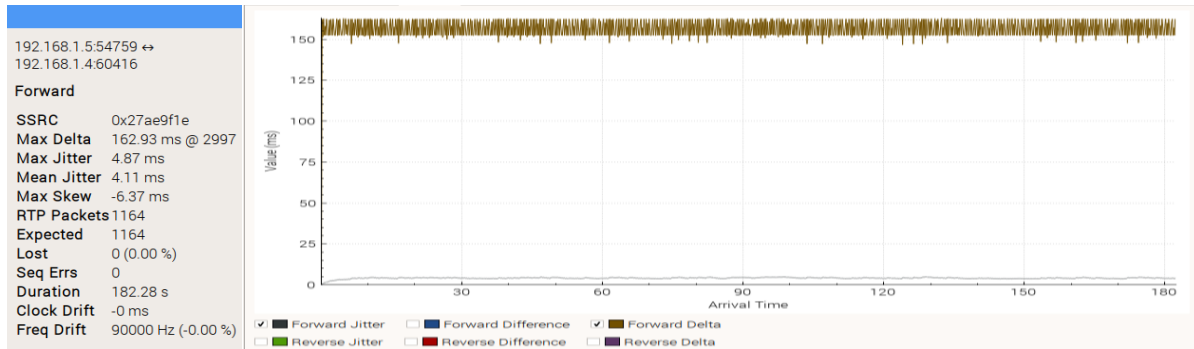 192.168.1.5:54759 ↔
192.168.1.4:60416
Forward
SSRC 0x27ae9f1e
Max Delta 162.93 ms @ 2997
Max Jitter 4.87 ms
Mean Jitter 4.11 ms
Max Skew -6.37 ms
RTP Packets 1164
Expected 1164
Lost 0 (0.00 %)
Seq Errs 0
Duration 182.28 s
Clock Drift -0 ms
Freq Drift 90000 Hz (-0.00 %)
Value (ms)
150
125
100
75
50
25
0
30 60 90 120 150 180
Arrival Time
Forward Jitter Forward Difference Forward Delta
Reverse Jitter Reverse Difference Reverse Delta